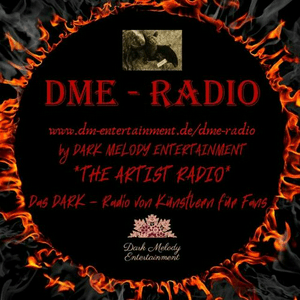 DME - RADIO
www.dm-entertainment.de/dme-radio
by DARK MELODY ENTERTAINMENT
"THE ARTIST RADIO"
Das DARK - Radio von Künstlern für Fans
Dark Melody
Entertainment